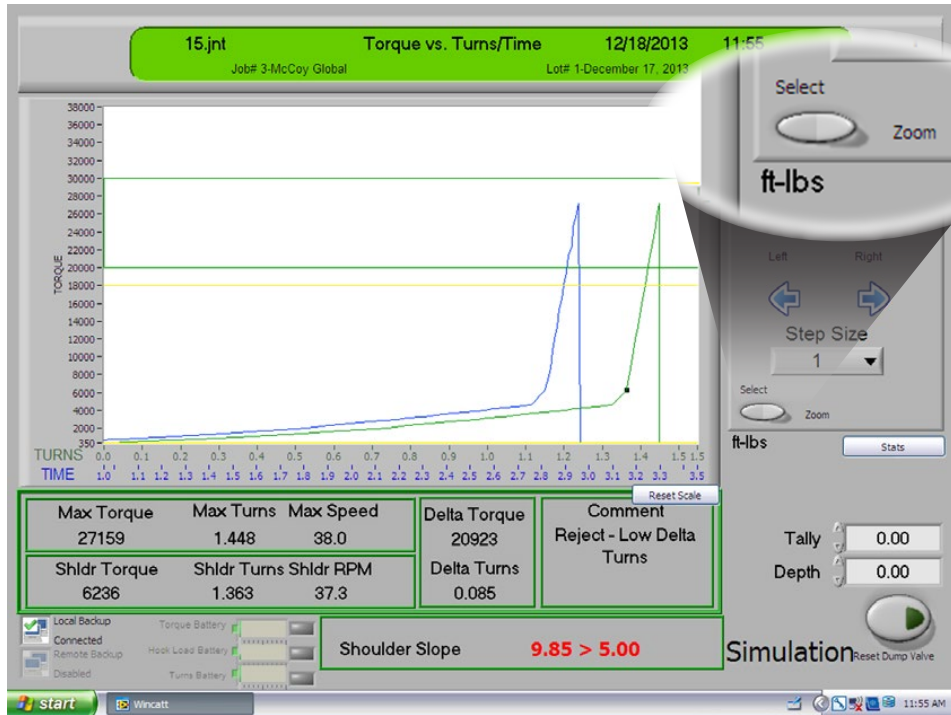 15.jnt Torque vs. Turns/Time 12/18/2013 11:55
Job# 3-McCoy Global Lot# 1-December 17, 2013
Select
Zoom
ft-lbs
38000
36000
34000
32000
30000
28000
26000
24000
22000
20000
18000
16000
14000
12000
10000
8000
6000
4000
2000
350
TORQUE
TURNS 0.0 0.1 0.2 0.3 0.4 0.5 0.6 0.7 0.8 0.9 1.0 1.1 1.2 1.3 1.4 1.5 1.5
TIME 1.0 1.1 1.2 1.3 1.4 1.5 1.6 1.7 1.8 1.9 2.0 2.1 2.2 2.3 2.4 2.5 2.6 2.7 2.8 2.9 3.0 3.1 3.2 3.3 3.5
Left Right
Step Size
1
Select
Zoom
ft-lbs
Stats
Reset Scale
Max Torque Max Turns Max Speed
27159 1.448 38.0
Shldr Torque Shldr Turns Shldr RPM
6236 1.363 37.3
Delta Torque
20923
Delta Turns
0.085
Comment
Reject - Low Delta
Turns
Tally 0.00
Depth 0.00
Local Backup
Connected
Remote Backup
Disabled
Torque Battery
Hook Load Battery
Turns Battery
Shoulder Slope 9.85 > 5.00
Simulation
Reset Dump Valve
start Wincatt 11:55 AM